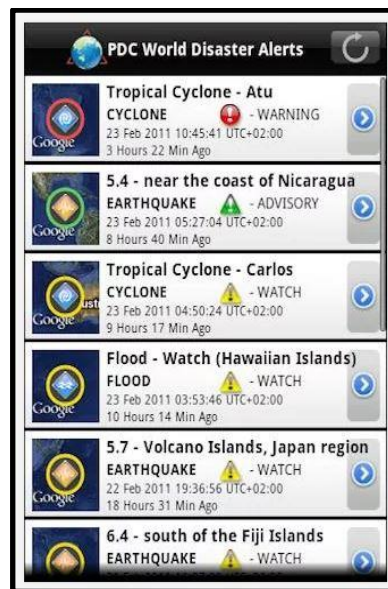 PDC World Disaster Alerts
Tropical Cyclone - Atu
CYCLONE - WARNING
23 Feb 2011 10:45:41 UTC+02:00
3 Hours 22 Min Ago
Google
5.4 - near the coast of Nicaragua
EARTHQUAKE - ADVISORY
23 Feb 2011 05:27:04 UTC+02:00
8 Hours 40 Min Ago
Google
Tropical Cyclone - Carlos
CYCLONE - WATCH
23 Feb 2011 04:50:24 UTC+02:00
9 Hours 17 Min Ago
ust
Google
Flood - Watch (Hawaiian Islands)
FLOOD - WATCH
23 Feb 2011 03:53:46 UTC+02:00
10 Hours 14 Min Ago
Google
5.7 - Volcano Islands, Japan region
EARTHQUAKE - WATCH
22 Feb 2011 19:36:56 UTC+02:00
18 Hours 31 Min Ago
Google
6.4 - south of the Fiji Islands
EARTHQUAKE - WATCH